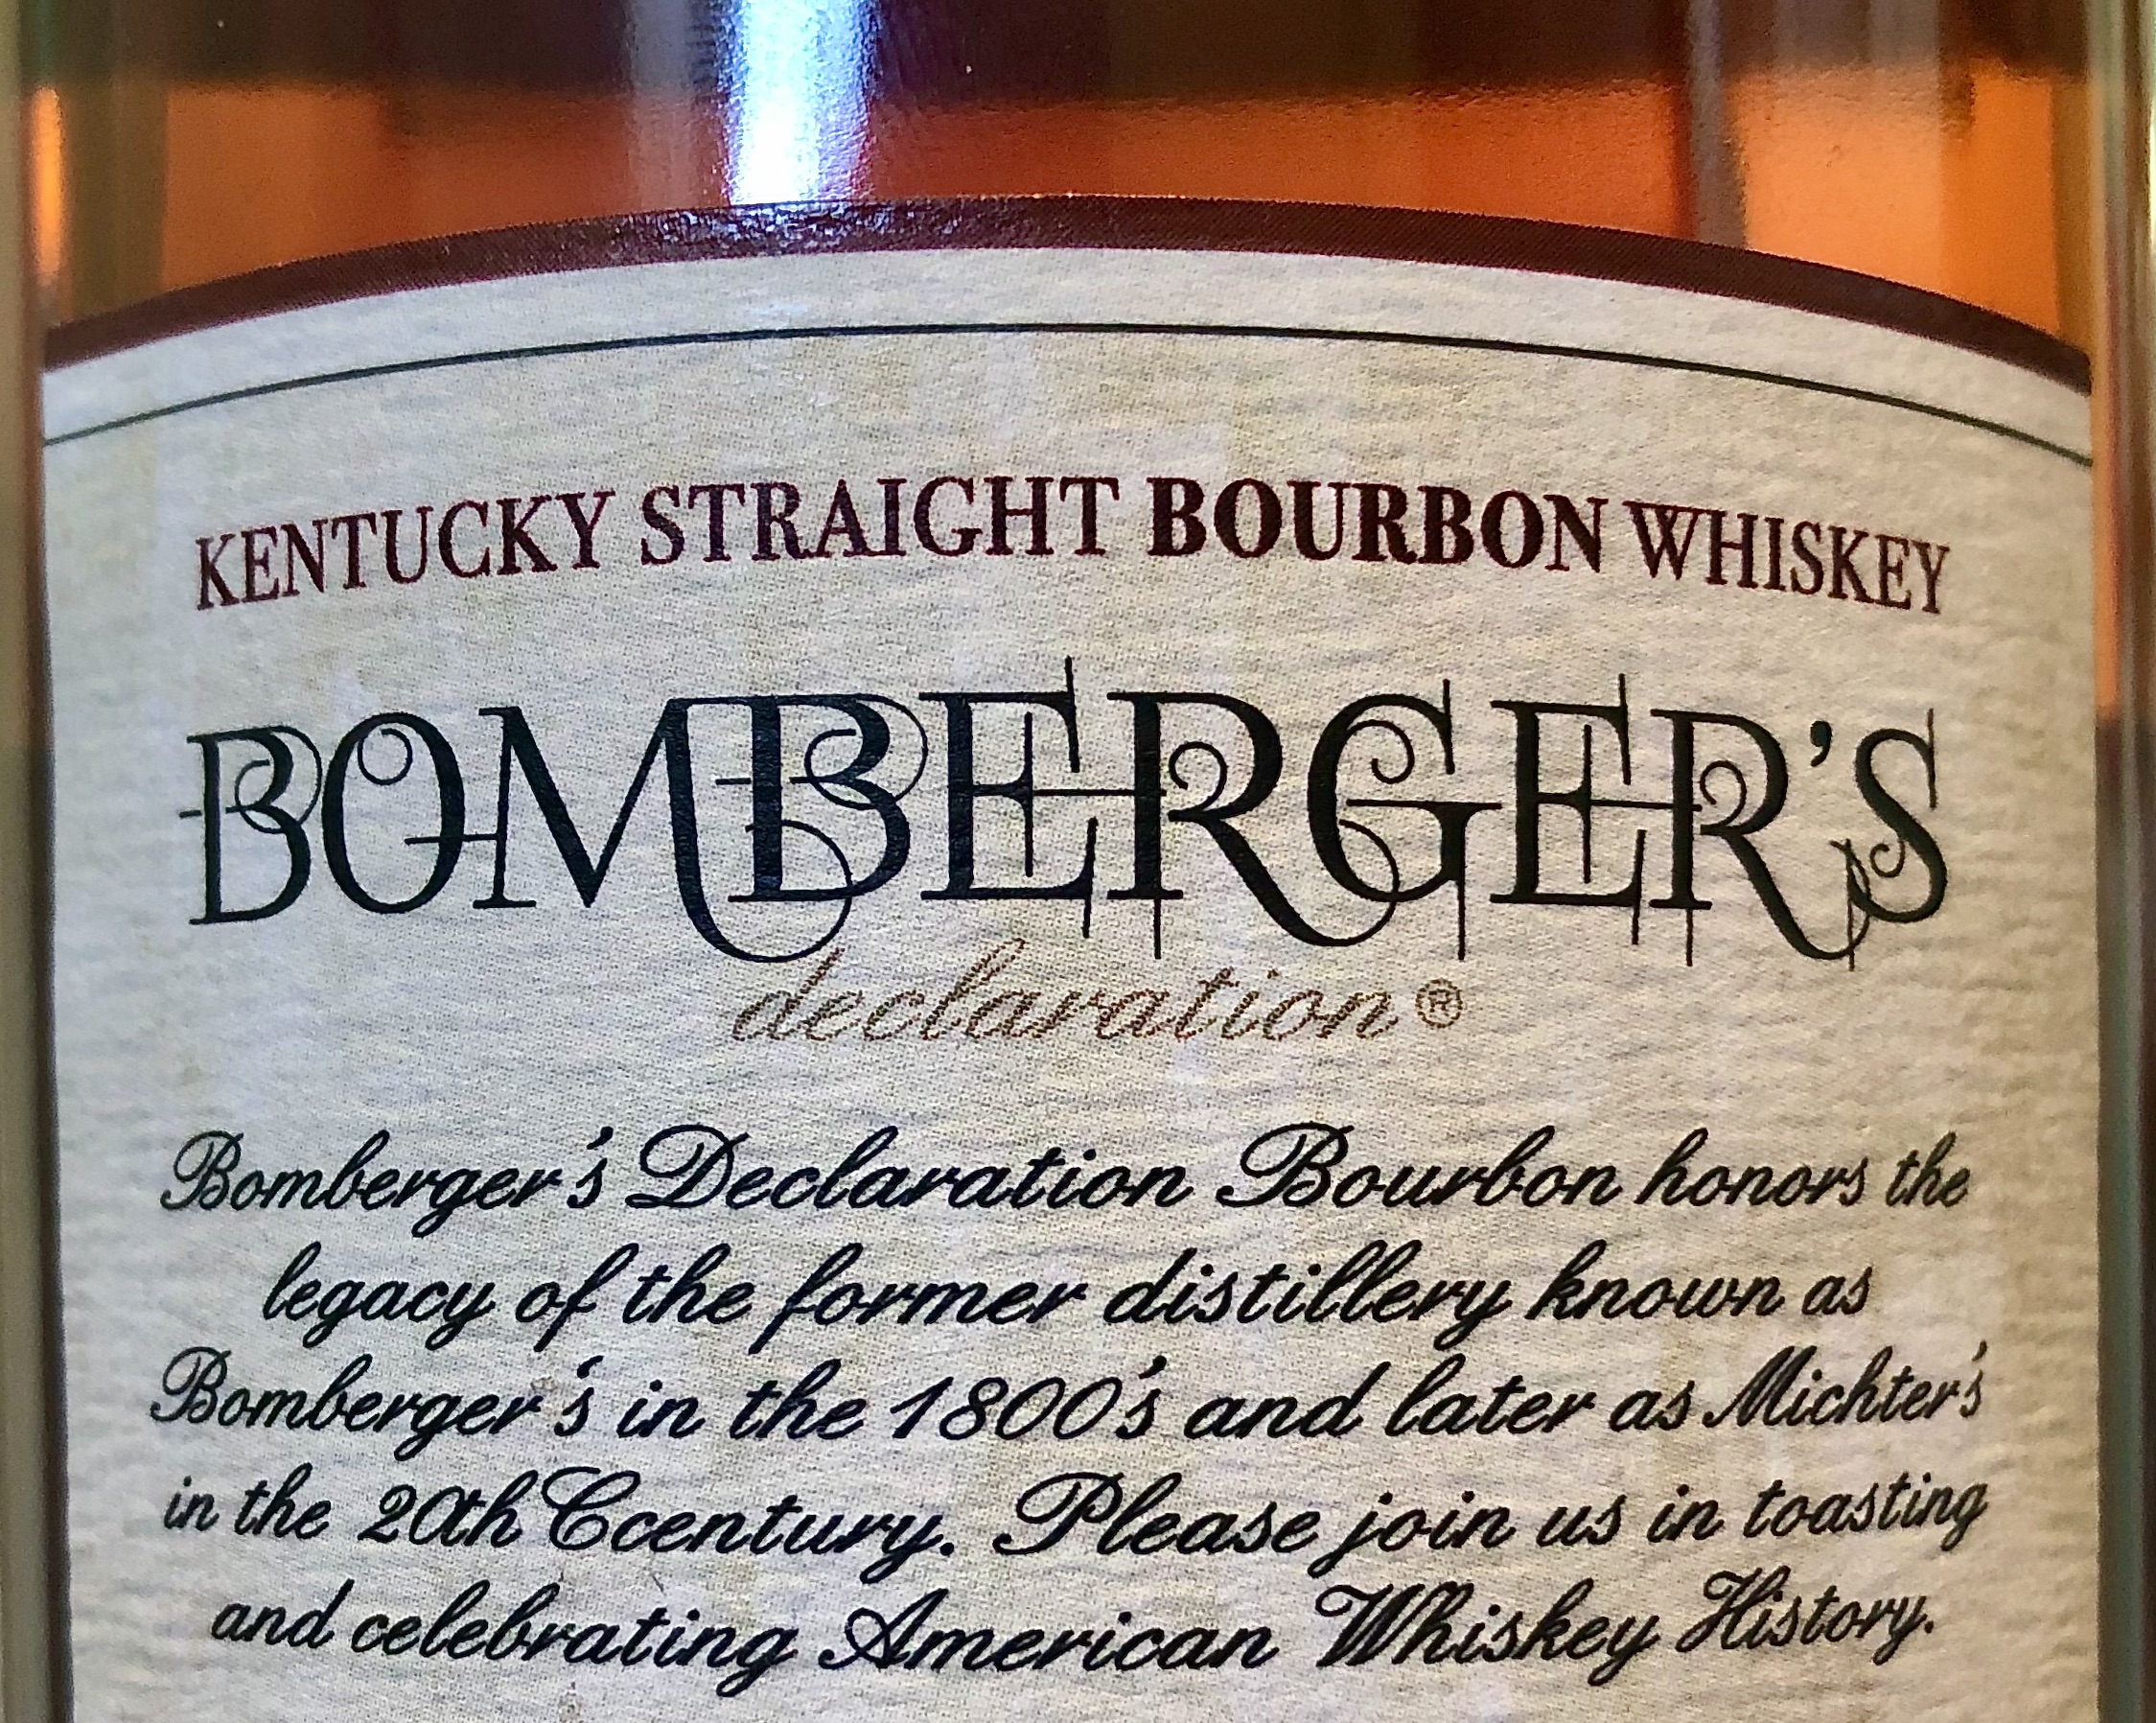 KENTUCKY STRAIGHT BOURBON WHISKEY
BOMBERGER'S
declaration®
Bomberger's Declaration Bourbon honors the
legacy of the former distillery known as
Bomberger's in the 1800's and later as Michter's
in the 20th Ccentury. Please join us in toasting
and celebrating American Whiskey History.